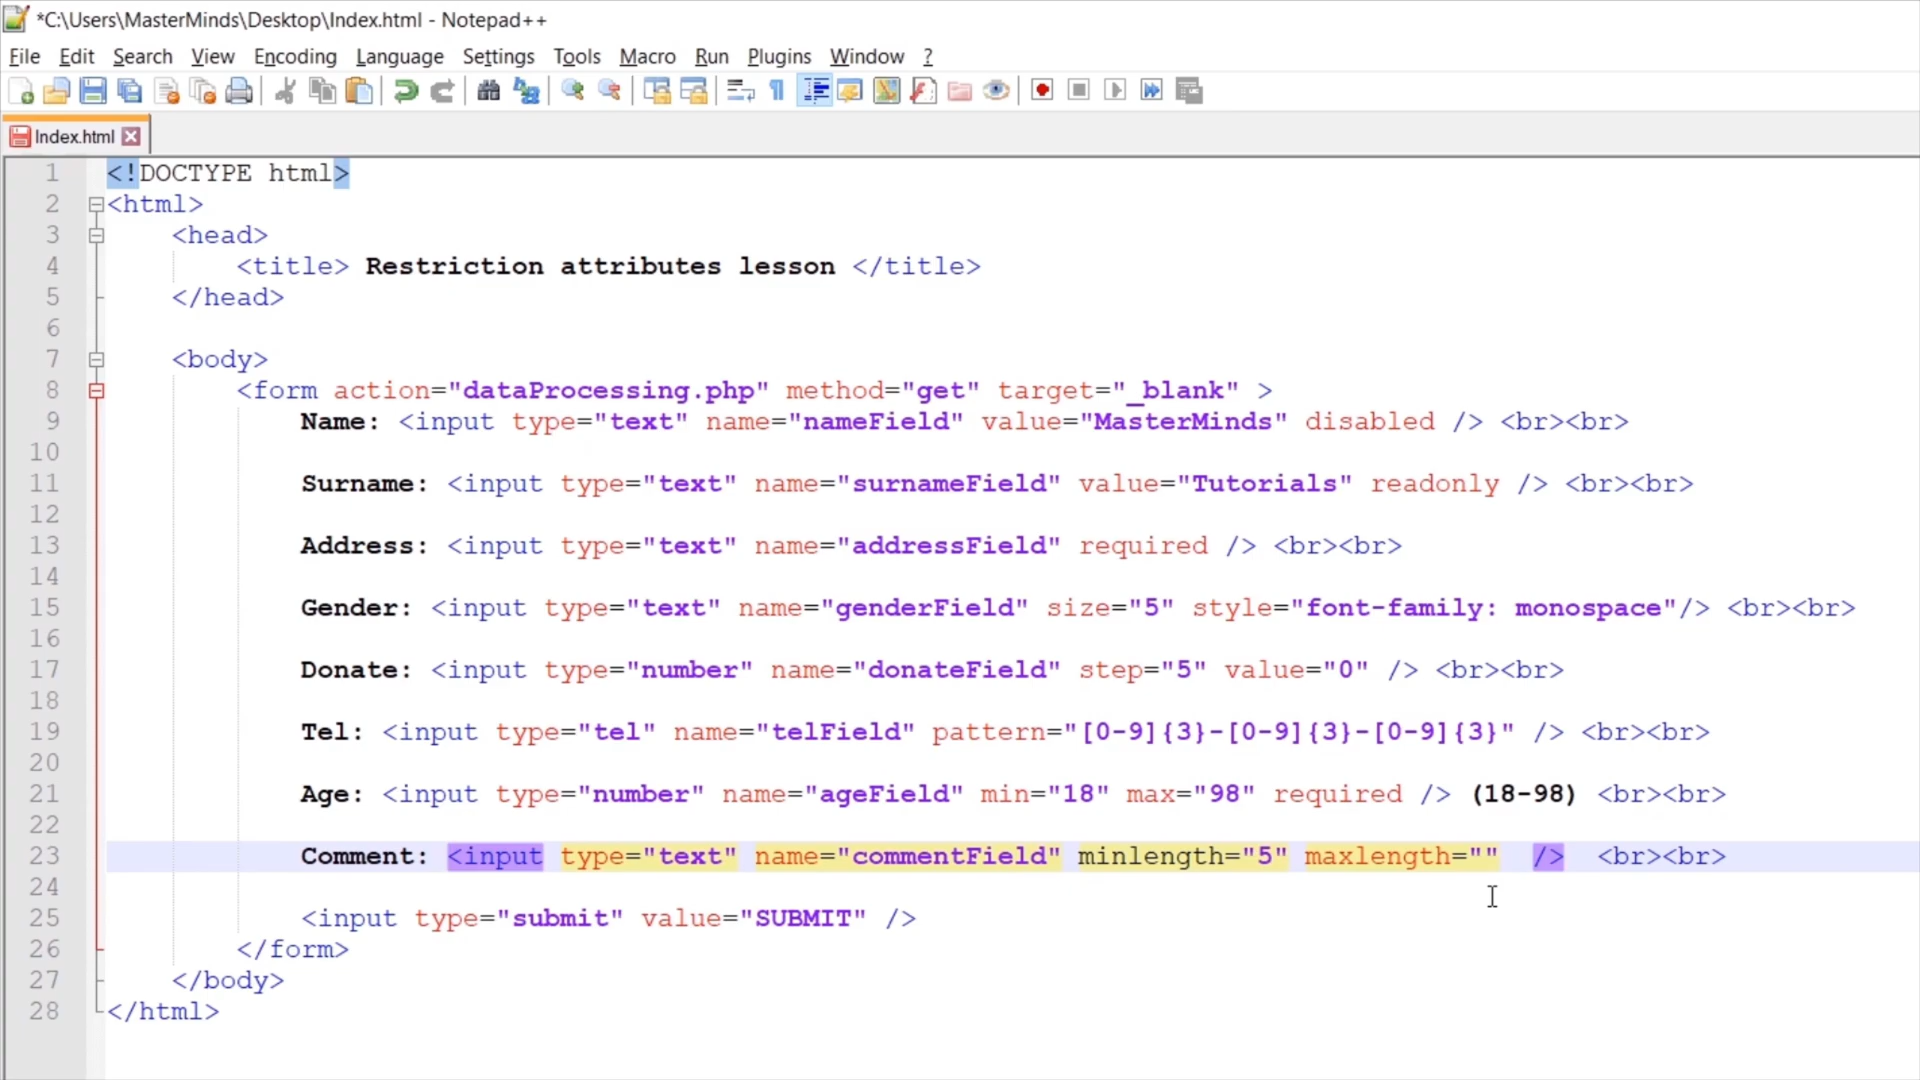 *C:\Users\MasterMinds\Desktop\Index.html - Notepad++
File Edit Search View Encoding Language Settings Tools Macro Run Plugins Window ?
Index.html
1 <!DOCTYPE html>
2 <html>
3 <head>
4 <title> Restriction attributes lesson </title>
5 </head>
6
7 <body>
8 <form action="dataProcessing.php" method="get" target="_blank" >
9 Name: <input type="text" name="nameField" value="MasterMinds" disabled /> <br><br>
10
11 Surname: <input type="text" name="surnameField" value="Tutorials" readonly /> <br><br>
12
13 Address: <input type="text" name="addressField" required /> <br><br>
14
15 Gender: <input type="text" name="genderField" size="5" style="font-family: monospace"/> <br><br>
16
17 Donate: <input type="number" name="donateField" step="5" value="0" /> <br><br>
18
19 Tel: <input type="tel" name="telField" pattern="[0-9]{3}-[0-9]{3}-[0-9]{3}" /> <br><br>
20
21 Age: <input type="number" name="ageField" min="18" max="98" required /> (18-98) <br><br>
22
23 Comment: <input type="text" name="commentField" minlength="5" maxlength=""  />  <br><br>
24
25 <input type="submit" value="SUBMIT" />
26 </form>
27 </body>
28 </html>